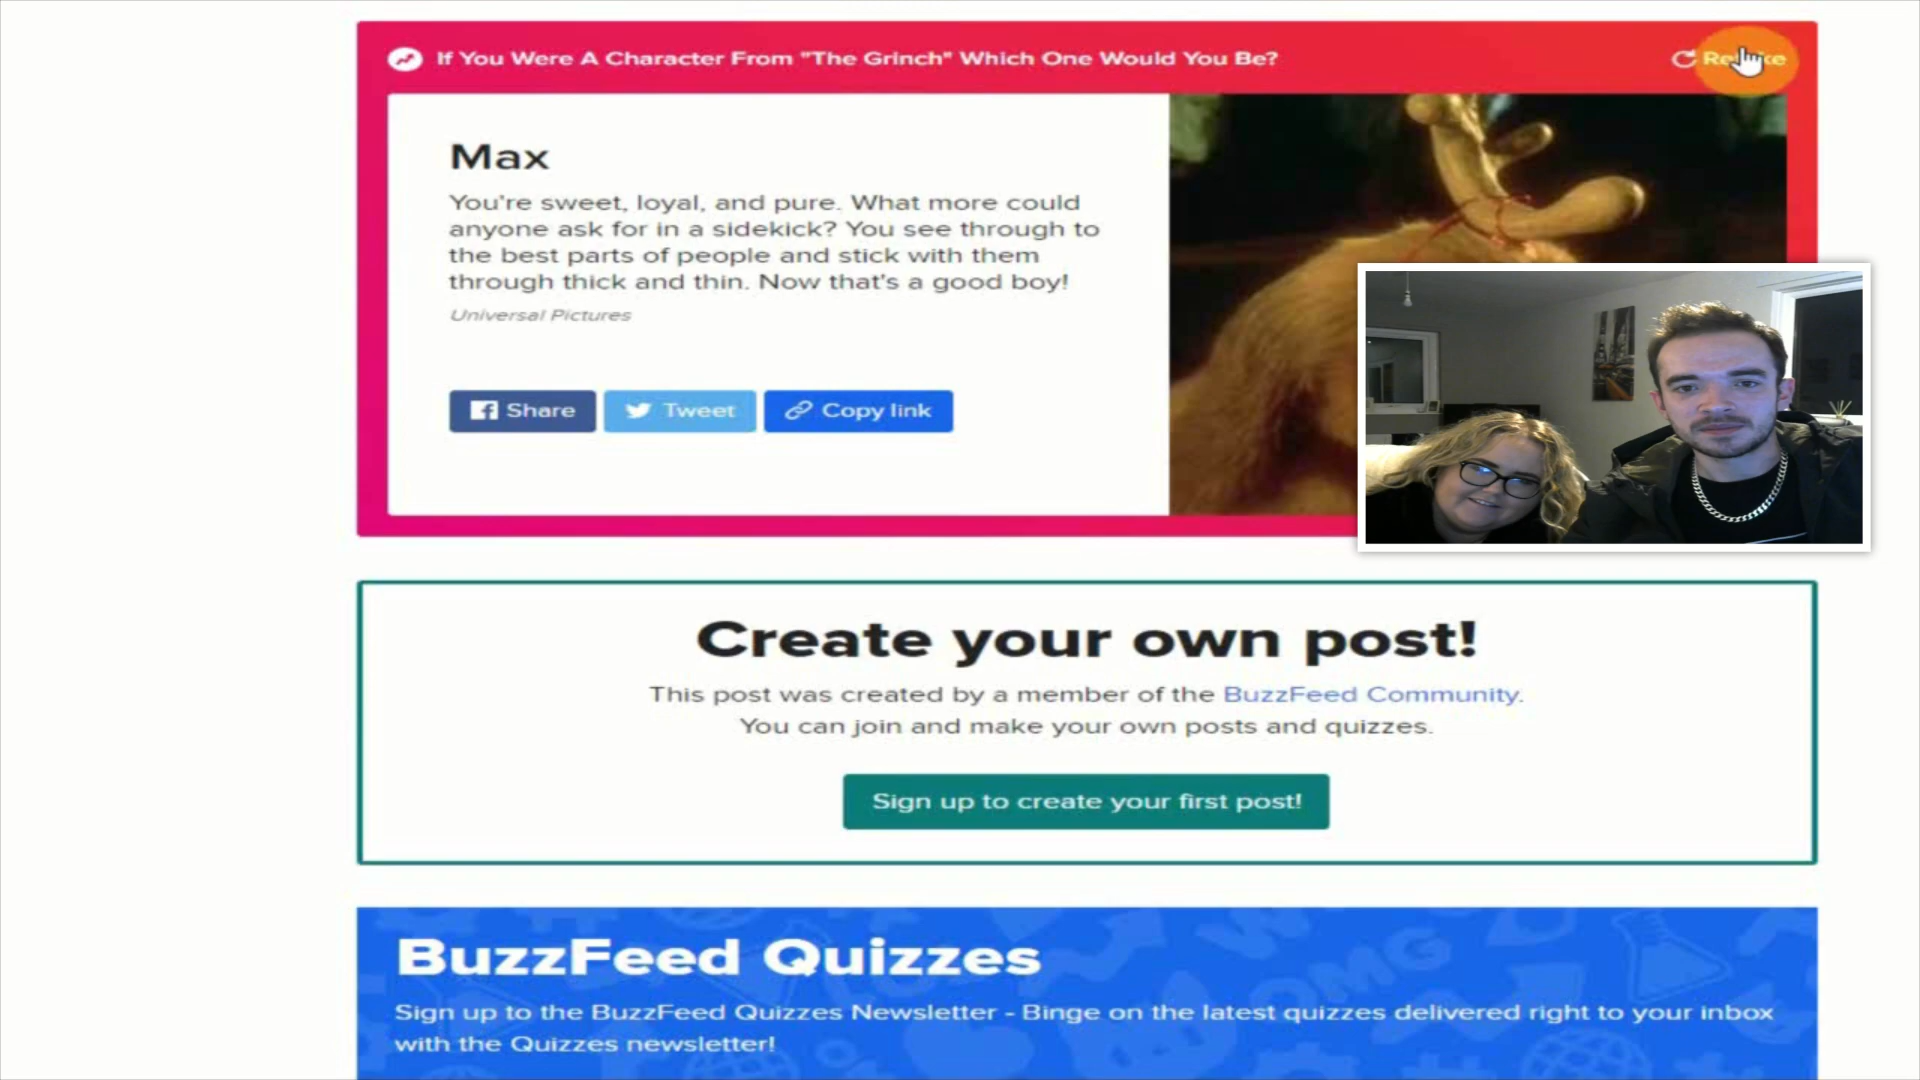 If You Were A Character From "The Grinch" Which One Would You Be?
Max
You're sweet, loyal, and pure. What more could
anyone ask for in a sidekick? You see through to
the best parts of people and stick with them
through thick and thin. Now that's a good boy!
Universal Pictures
Share
Tweet
Copy link
Create your own post!
This post was created by a member of the BuzzFeed Community.
You can join and make your own posts and quizzes.
Sign up to create your first post!
BuzzFeed Quizzes
OMG
Sign up to the BuzzFeed Quizzes Newsletter - Binge on the latest quizzes delivered right to your inbox
with the Quizzes newsletter!